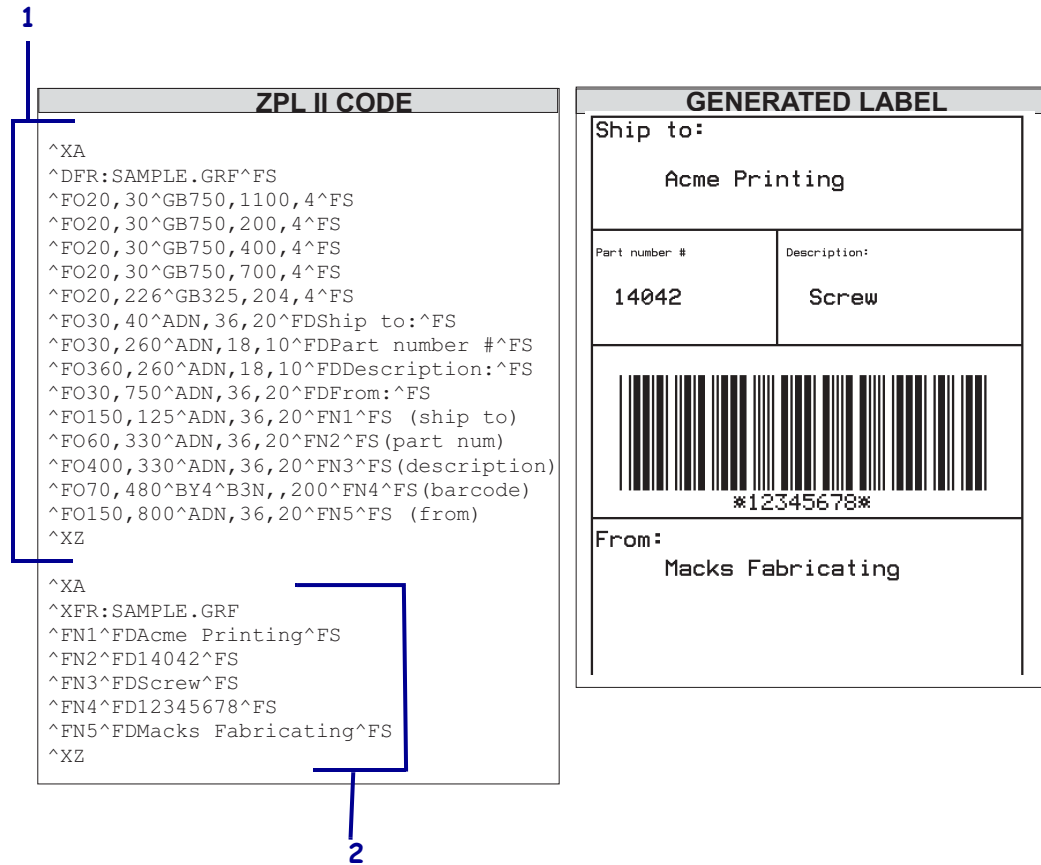 1
ZPL II CODE
^XA
^DFR:SAMPLE.GRF^FS
^FO20,30^GB750,1100,4^FS
^FO20,30^GB750,200,4^FS
^FO20,30^GB750,400,4^FS
^FO20,30^GB750,700,4^FS
^FO20,226^GB325,204,4^FS
^FO30,40^ADN,36,20^FDShip to:^FS
^FO30,260^ADN,18,10^FDPart number #^FS
^FO360,260^ADN,18,10^FDDescription:^FS
^FO30,750^ADN,36,20^FDFrom:^FS
^FO150,125^ADN,36,20^FN1^FS (ship to)
^FO60,330^ADN,36,20^FN2^FS(part num)
^FO400,330^ADN,36,20^FN3^FS(description)
^FO70,480^BY4^B3N,,200^FN4^FS(barcode)
^FO150,800^ADN,36,20^FN5^FS (from)
^XZ
^XA
^XFR:SAMPLE.GRF
^FN1^FDAcme Printing^FS
^FN2^FD14042^FS
^FN3^FDScrew^FS
^FN4^FD12345678^FS
^FN5^FDMacks Fabricating^FS
^XZ
2
GENERATED LABEL
Ship to:
Acme Printing
Part number #
Description:
14042
Screw
*12345678*
From:
Macks Fabricating